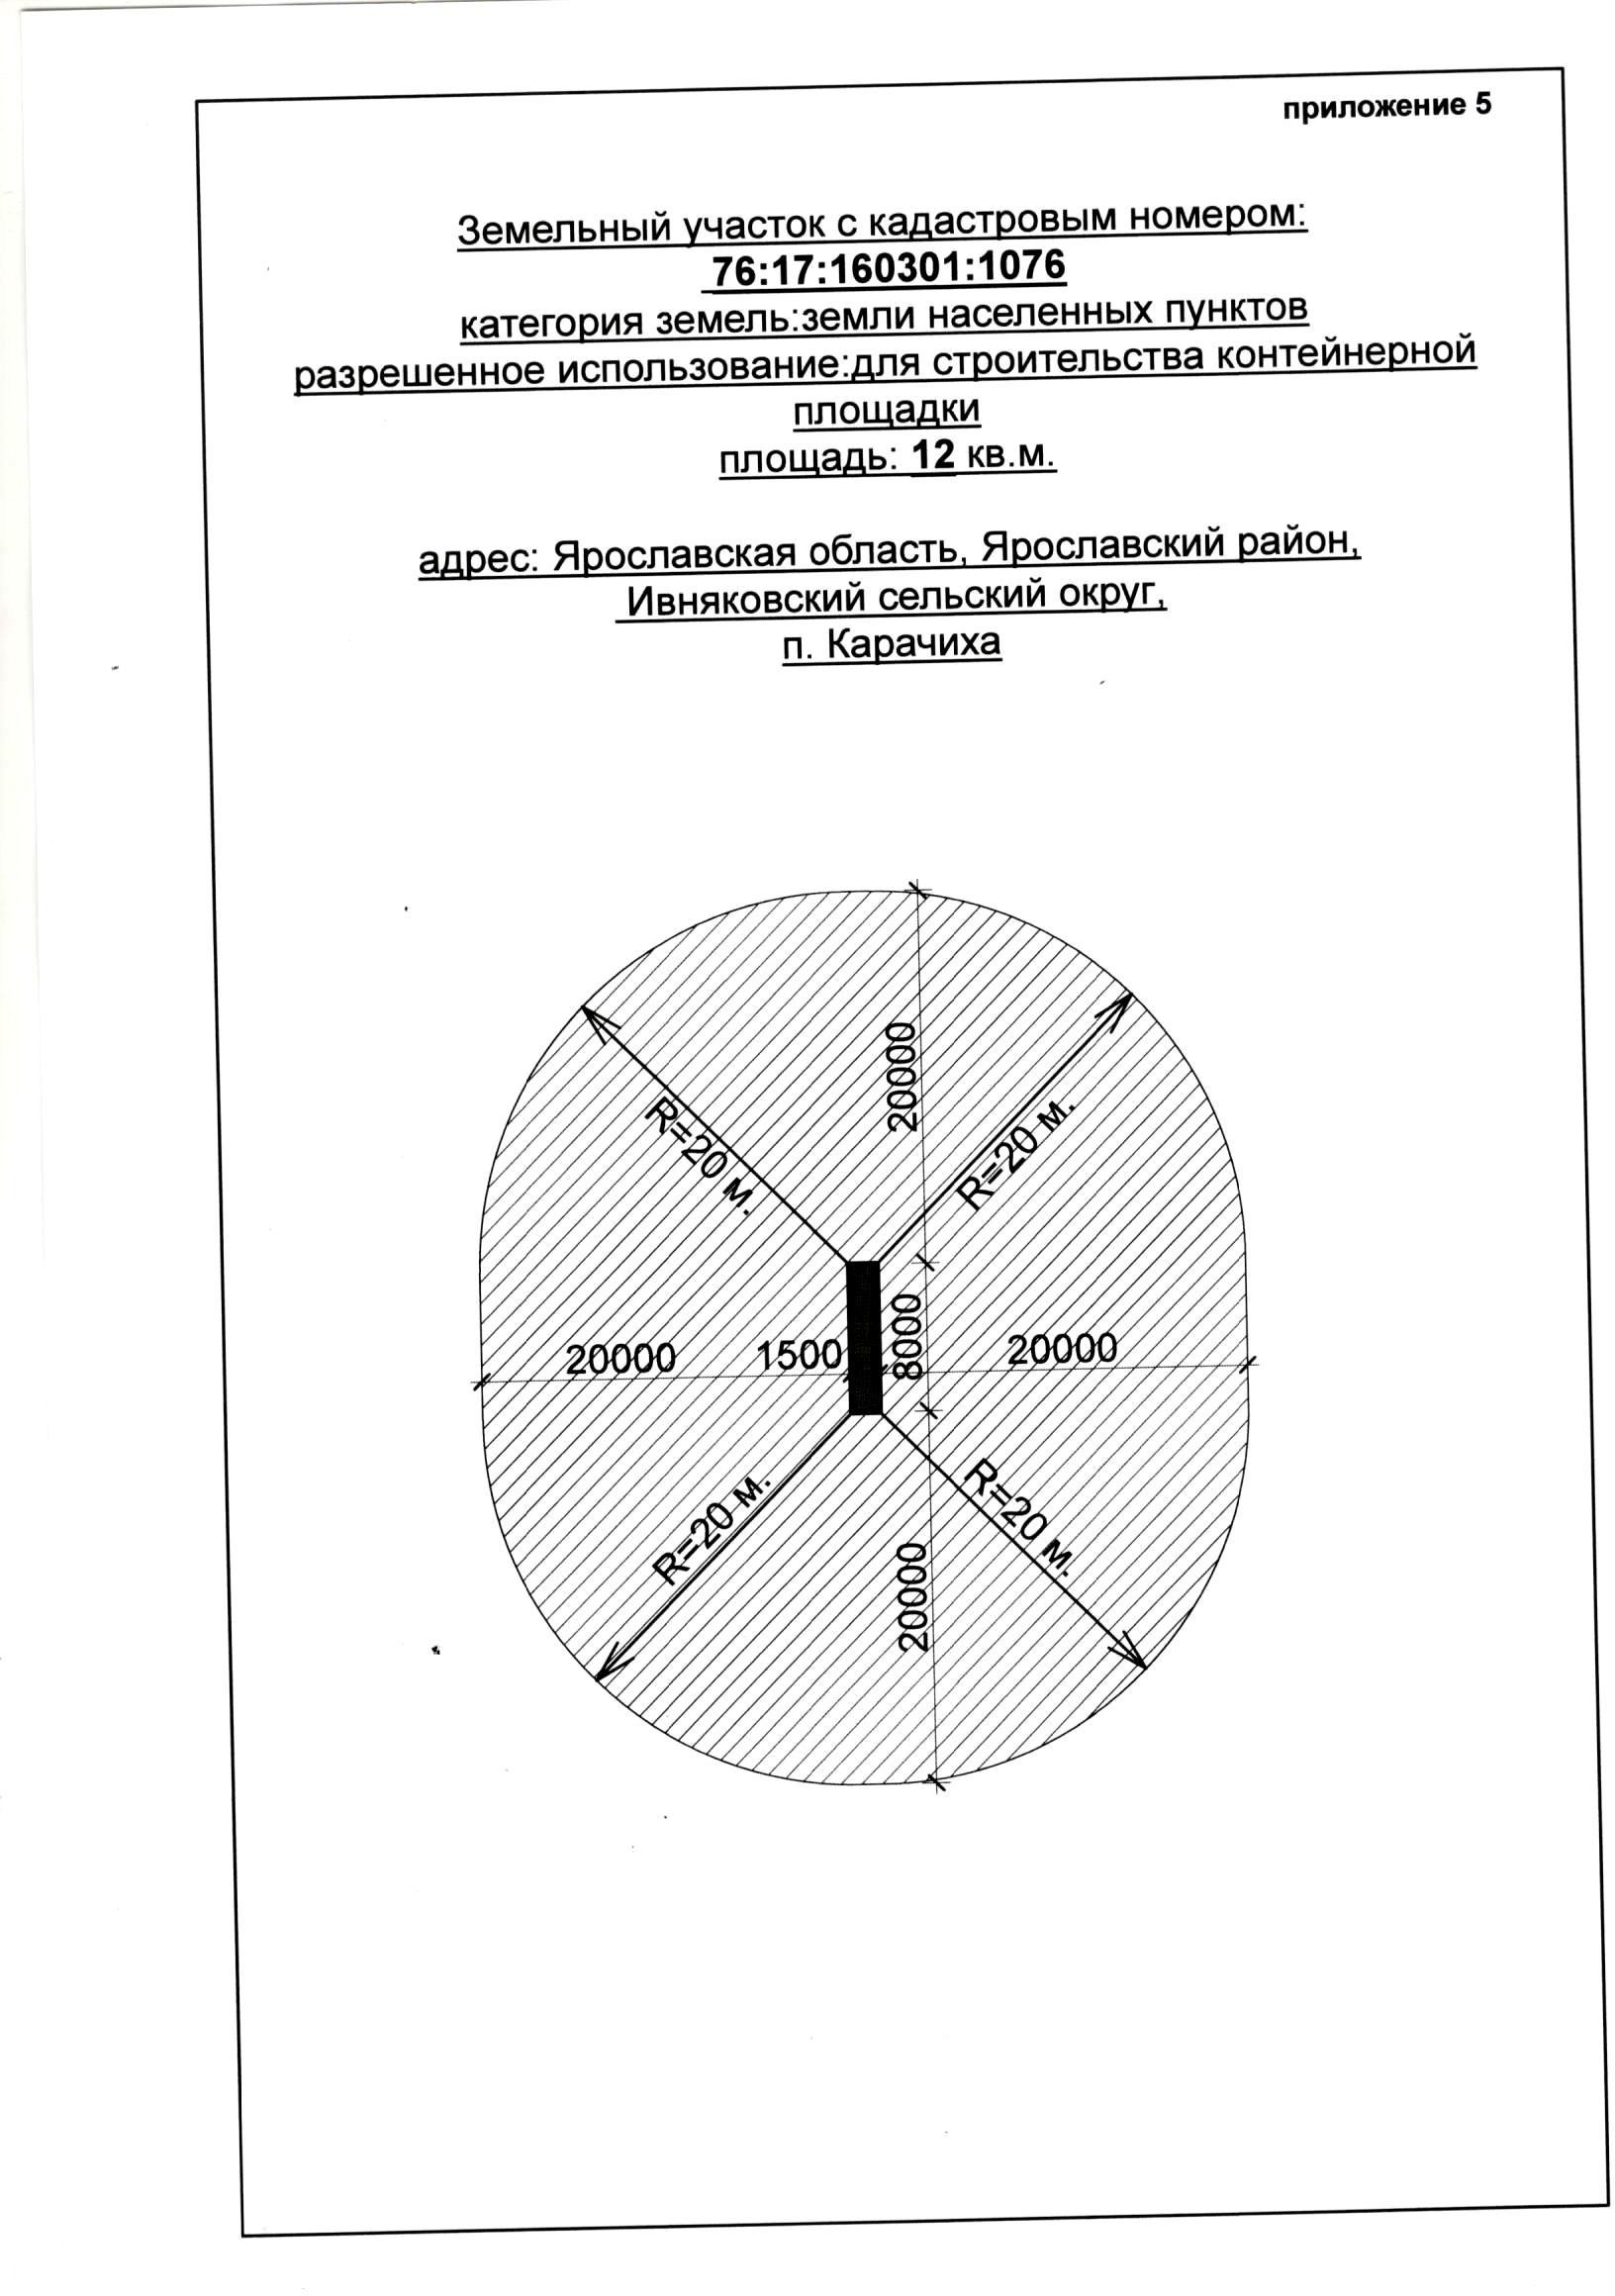 приложение 5
Земельный участок с кадастровым номером:
76:17:160301:1076
категория земель:земли населенных пунктов
разрешенное использование:для строительства контейнерной
площадки
площадь: 12 кв.м.
адрес: Ярославская область, Ярославский район,
Ивняковский сельский округ,
п. Карачиха
20000
R=20 м.
R=20 м.
20000
1500
8000
20000
R=20 м.
R=20 м.
20000